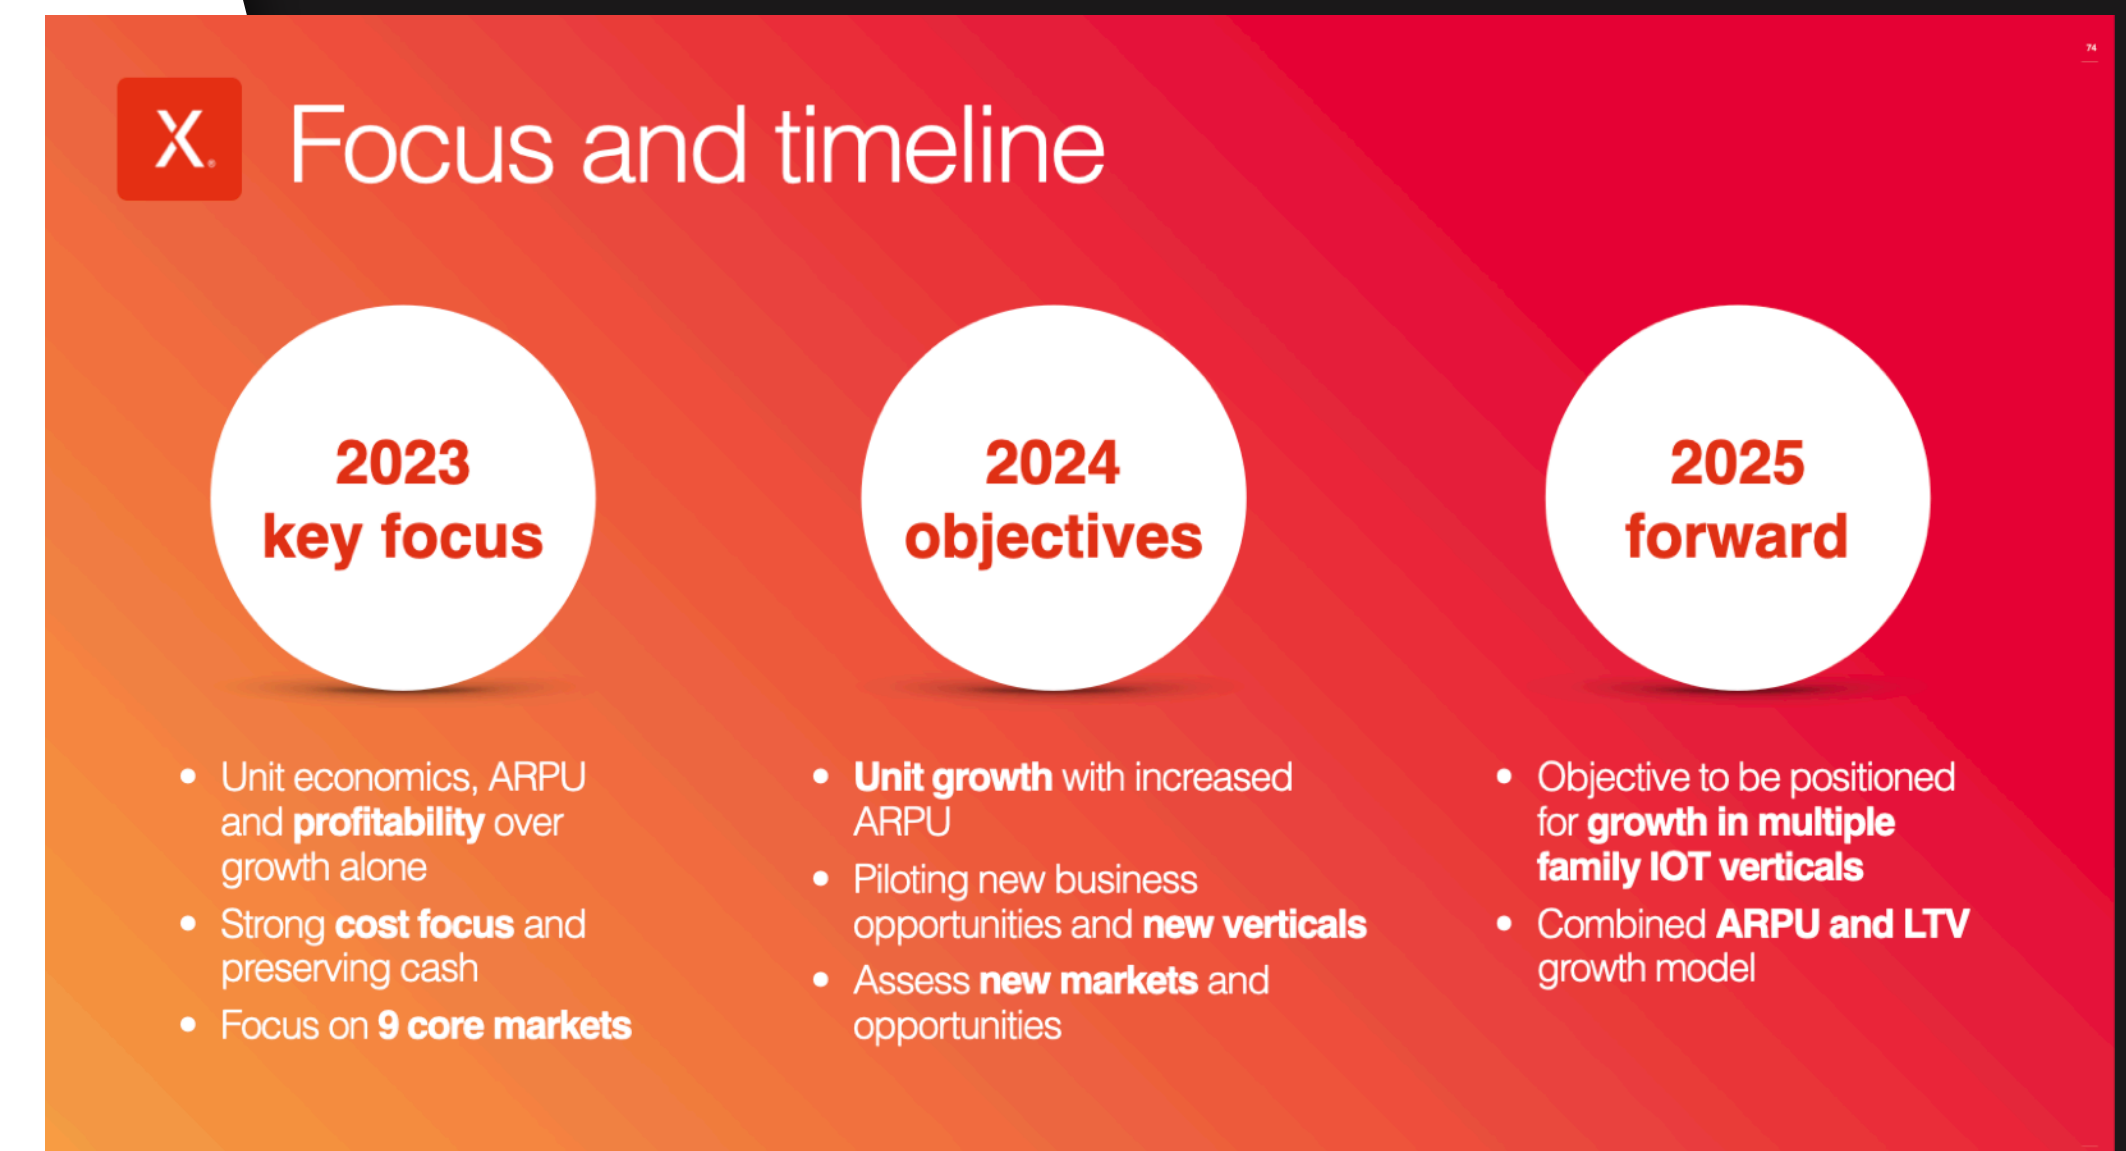 74
X®
Focus and timeline
2023
key focus
2024
objectives
2025
forward
• Unit economics, ARPU
and profitability over
growth alone
• Strong cost focus and
preserving cash
• Focus on 9 core markets
• Unit growth with increased
ARPU
• Piloting new business
opportunities and new verticals
• Assess new markets and
opportunities
• Objective to be positioned
for growth in multiple
family IOT verticals
• Combined ARPU and LTV
growth model